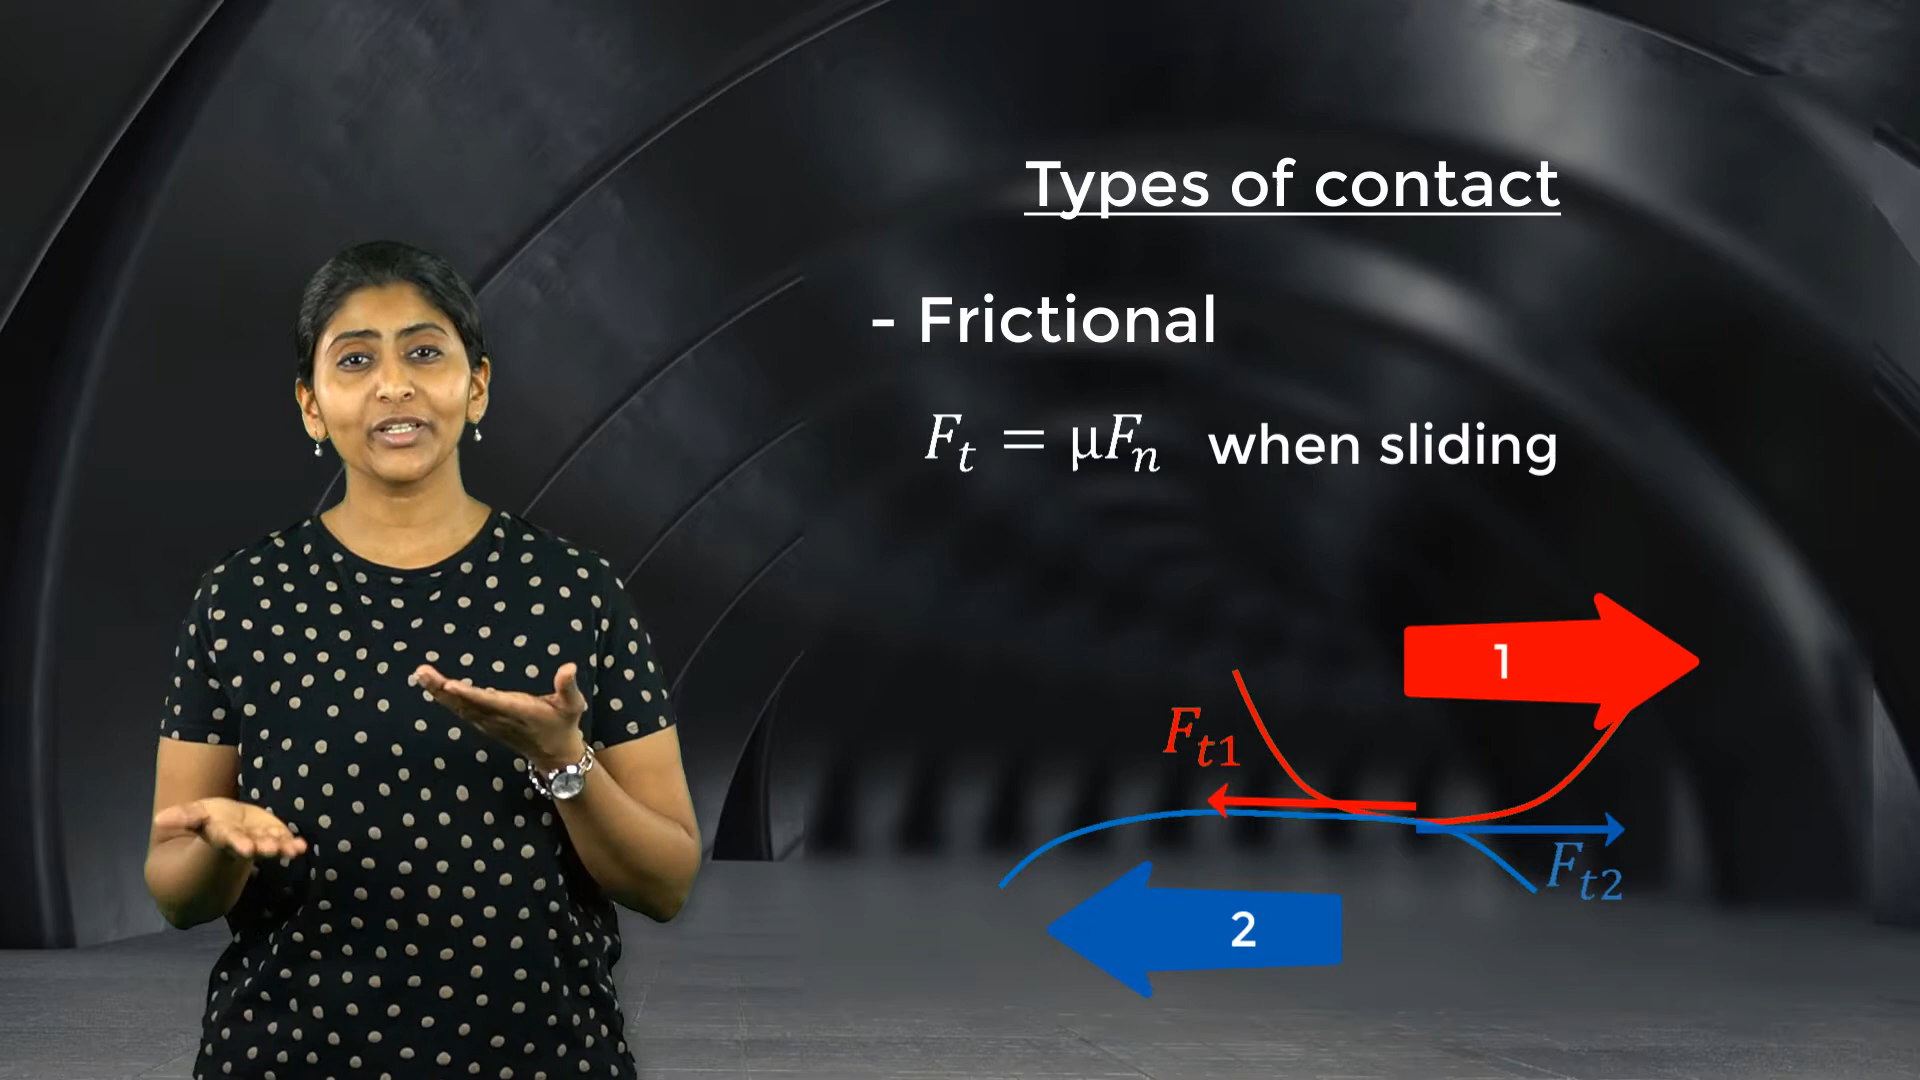 Types of contact
- Frictional
Fₜ = μFₙ when sliding
1
Fₜ₁
Fₜ₂
2